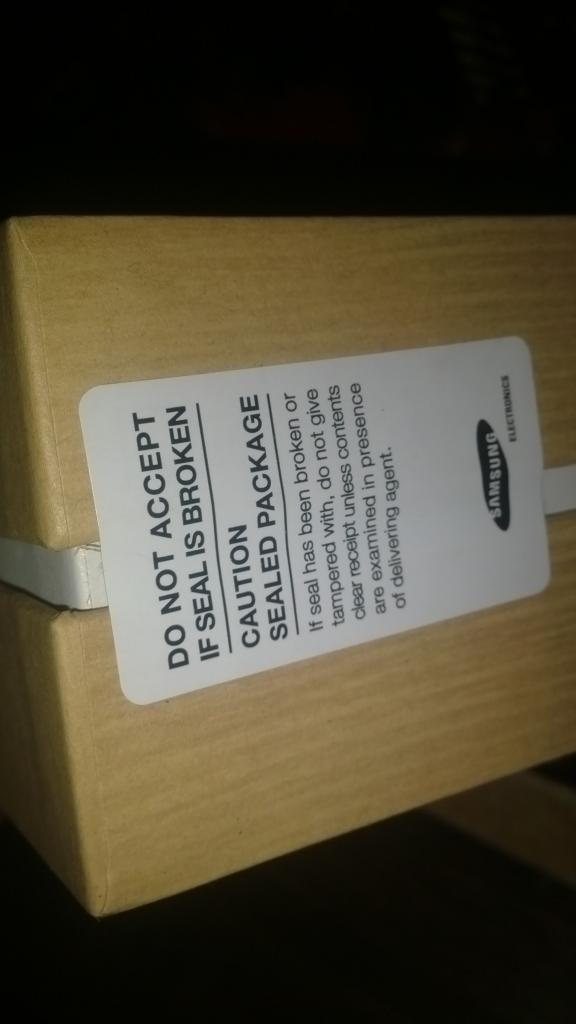 DO NOT ACCEPT
IF SEAL IS BROKEN
CAUTION
SEALED PACKAGE
If seal has been broken or
tampered with, do not give
clear receipt unless contents
are examined in presence
of delivering agent.
SAMSUNG
ELECTRONICS